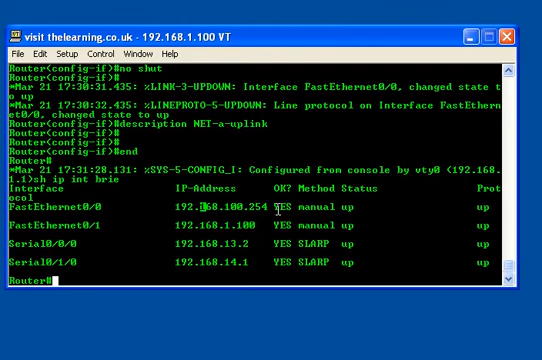 visit thelearning.co.uk - 192.168.1.100 VT
File Edit Setup Control Window Help
Router(config-if)#no shut
Router(config-if)#
*Mar 21 17:30:31.435: %LINK-3-UPDOWN: Interface FastEthernet0/0, changed state t
o up
*Mar 21 17:30:32.435: %LINEPROTO-5-UPDOWN: Line protocol on Interface FastEthern
et0/0, changed state to up
Router(config-if)#description NET-a-uplink
Router(config-if)#
Router(config-if)#
Router(config-if)#end
Router#
*Mar 21 17:31:28.131: %SYS-5-CONFIG_I: Configured from console by vty0 (192.168.
1.1)sh ip int brie
Interface IP-Address OK? Method Status Prot
ocol
FastEthernet0/0 192.168.100.254 YES manual up up
FastEthernet0/1 192.168.1.100 YES manual up up
Serial0/0/0 192.168.13.2 YES SLARP up up
Serial0/1/0 192.168.14.1 YES SLARP up up
Router#